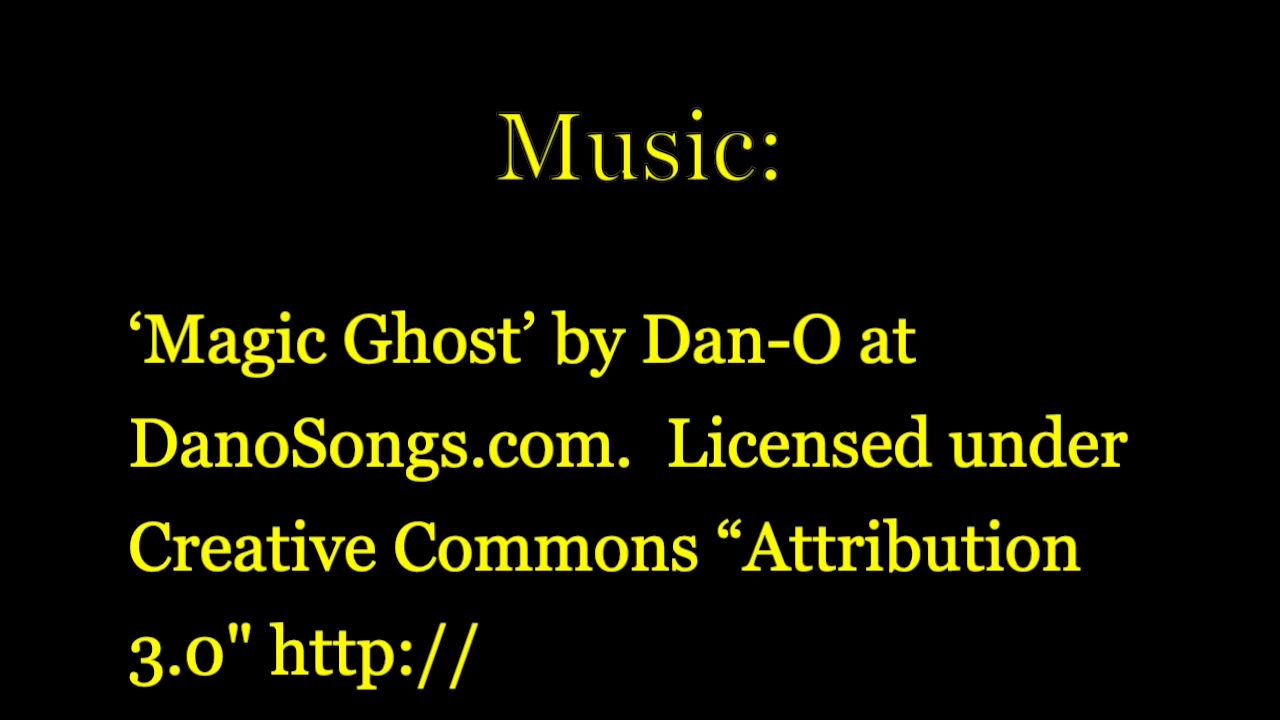 Music:
‘Magic Ghost’ by Dan-O at
DanoSongs.com.  Licensed under
Creative Commons “Attribution
3.0" http://